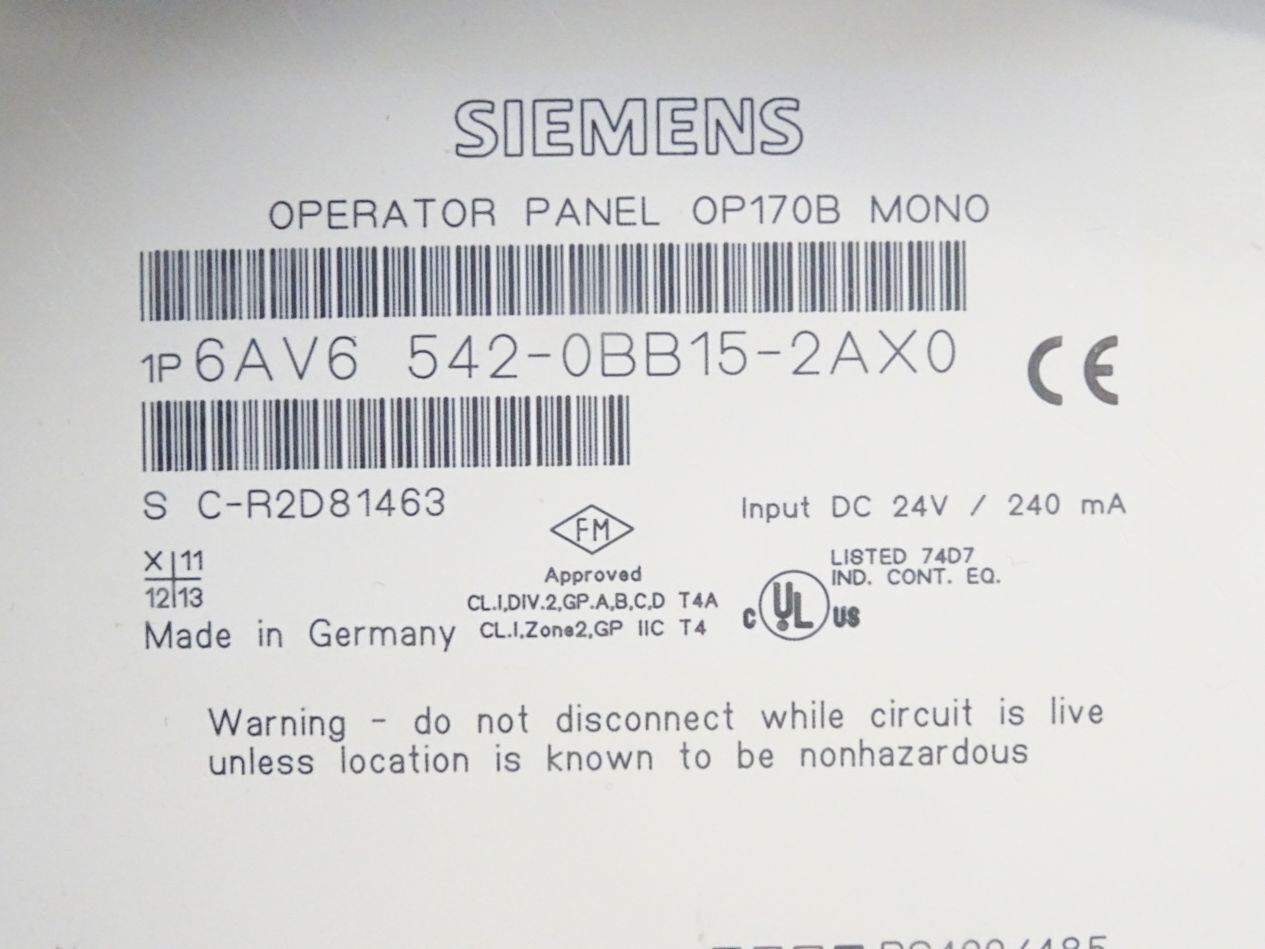 SIEMENS
OPERATOR PANEL OP170B MONO
1P 6AV6 542-0BB15-2AX0
CE
S C-R2D81463
Input DC 24V / 240 mA
FM
Approved
CL.I,DIV.2,GP.A,B,C,D T4A
CL.I,Zone2,GP IIC T4
LISTED 74D7
IND. CONT. EQ.
C UL US
X 11
12 13
Made in Germany
Warning - do not disconnect while circuit is live
unless location is known to be nonhazardous